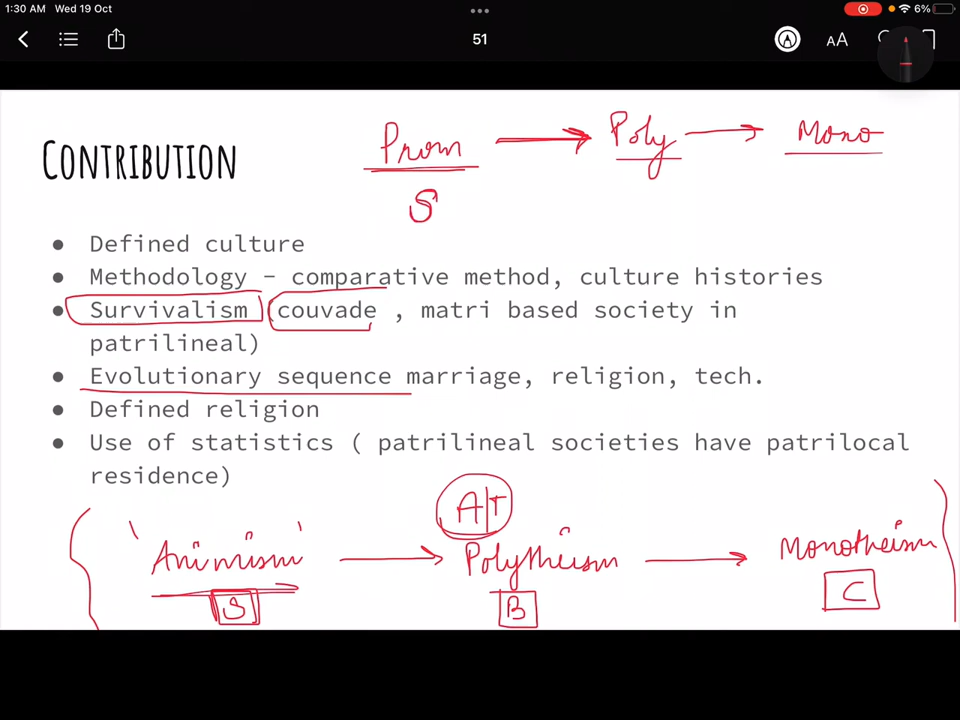 1:30 AM Wed 19 Oct
6%
51
AA
CONTRIBUTION
Prom → Poly → Mono
S
● Defined culture
● Methodology - comparative method, culture histories
● Survivalism (couvade , matri based society in
patrilineal)
● Evolutionary sequence marriage, religion, tech.
● Defined religion
● Use of statistics ( patrilineal societies have patrilocal
residence)
A|T
'Animism' → Polytheism → Monotheism
S B C